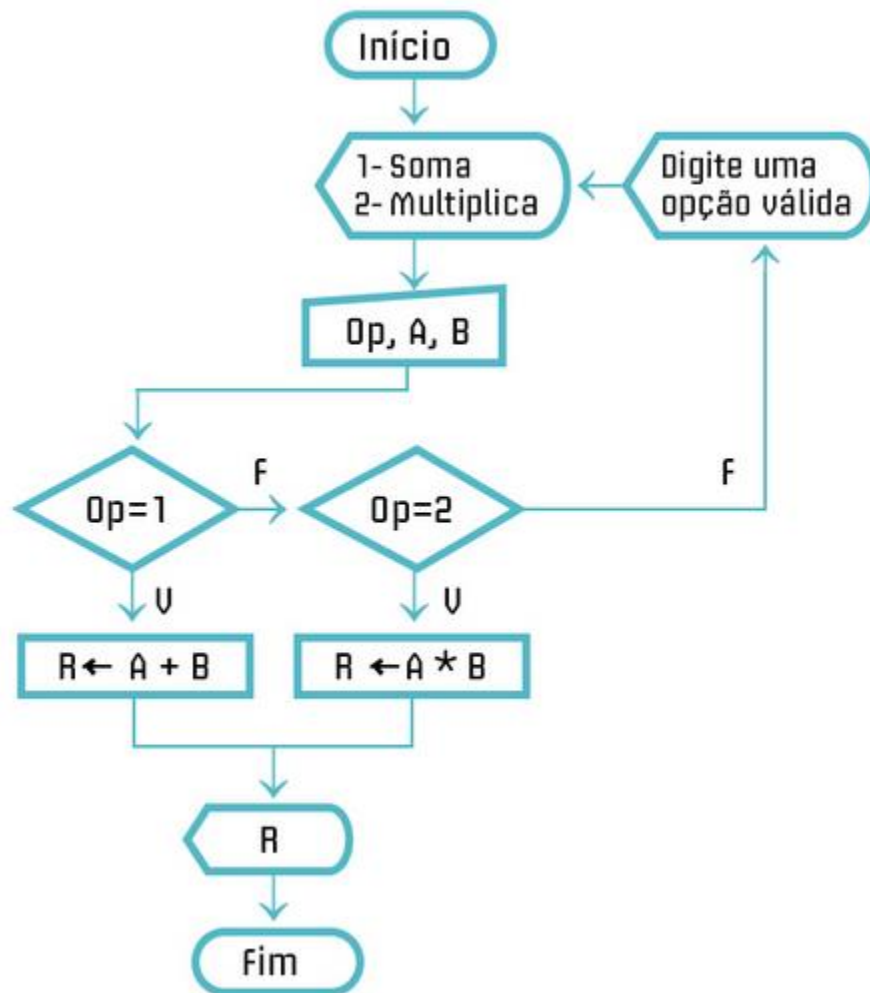 Início
1- Soma
2- Multiplica
Digite uma
opção válida
Op, A, B
Op=1
F
Op=2
F
V
V
R← A + B
R ←A * B
R
Fim